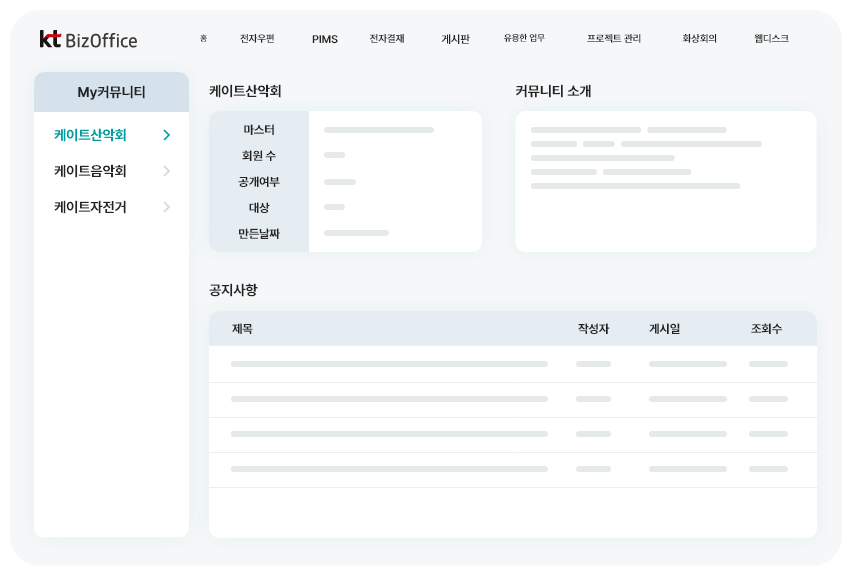 kt BizOffice
홈 전자우편 PIMS 전자결재 게시판 유용한 업무 프로젝트 관리 화상회의 웹디스크
My커뮤니티
케이트산악회
케이트음악회
케이트자전거
케이트산악회
마스터
회원 수
공개여부
대상
만든날짜
커뮤니티 소개
공지사항
제목 작성자 게시일 조회수